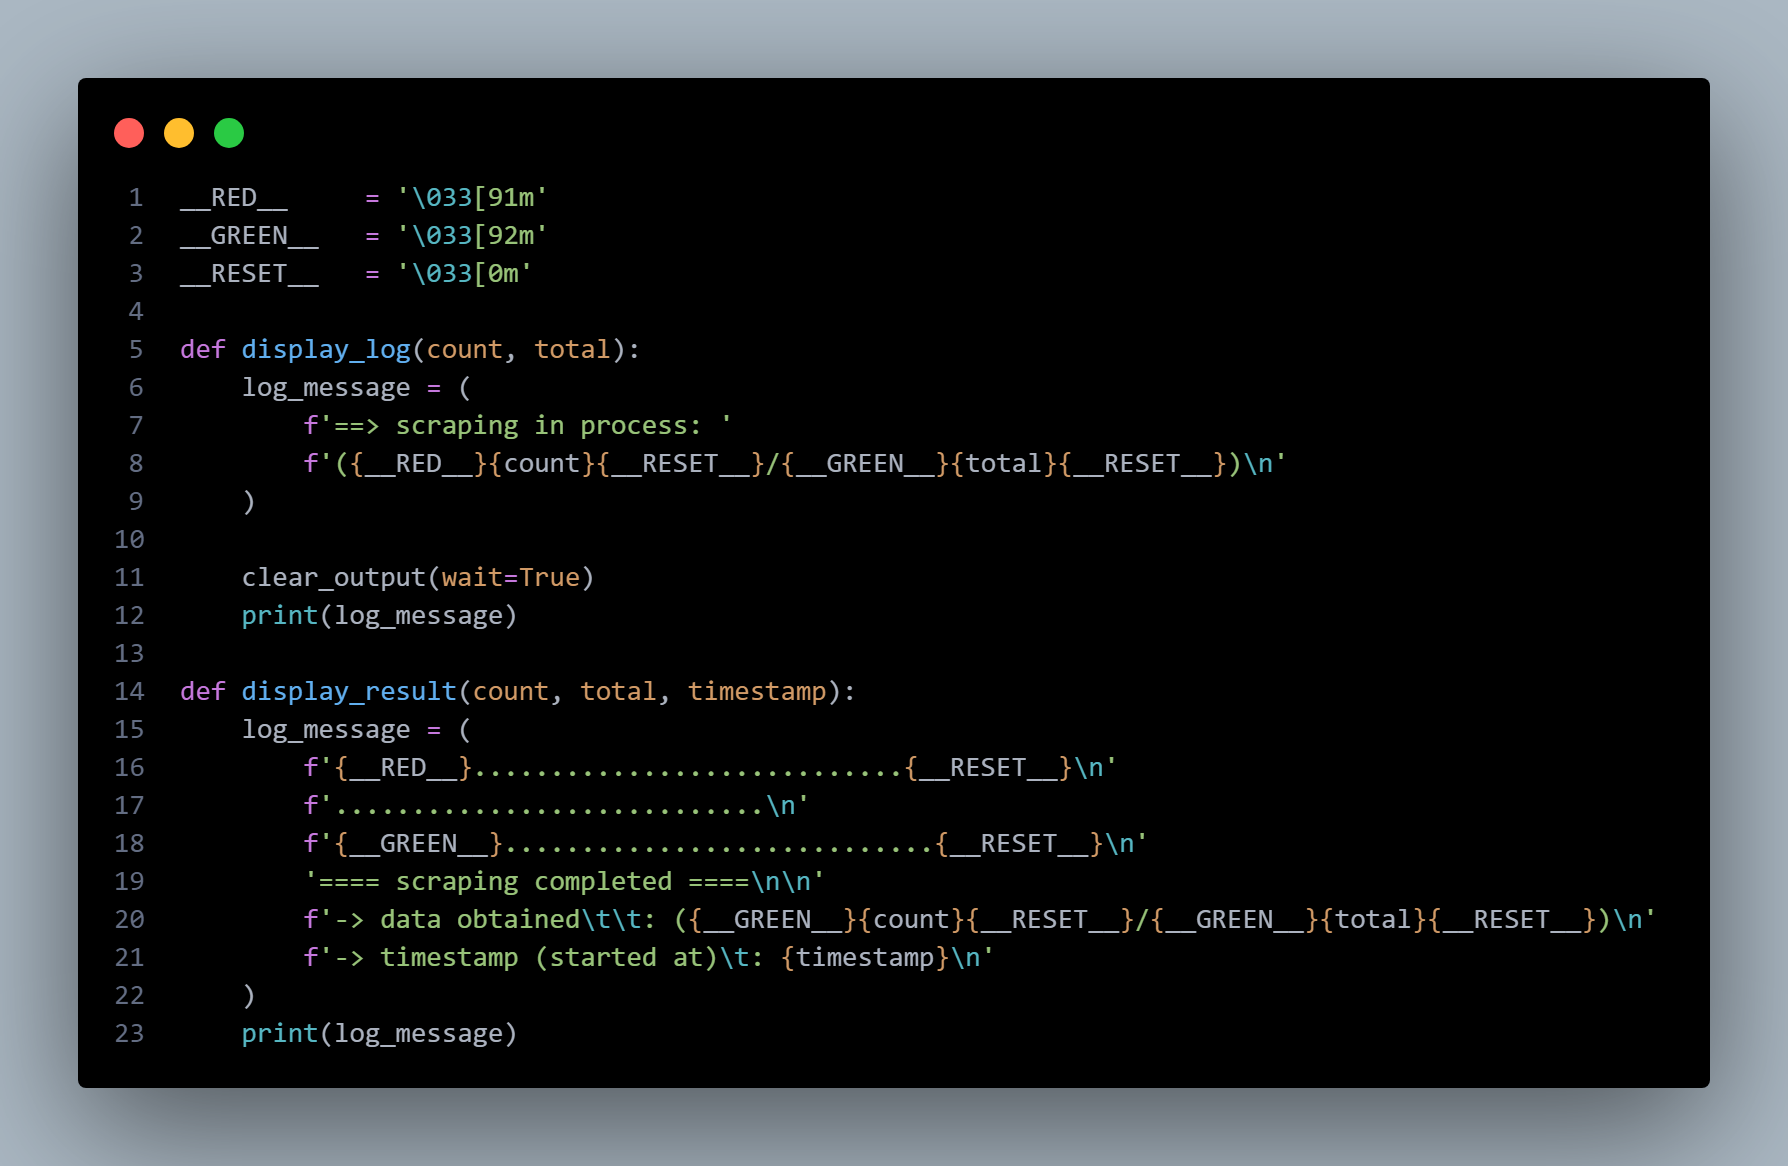 1 __RED__     = '\033[91m'
2 __GREEN__   = '\033[92m'
3 __RESET__   = '\033[0m'
4
5 def display_log(count, total):
6     log_message = (
7         f'==> scraping in process: '
8         f'({__RED__}{count}{__RESET__}/{__GREEN__}{total}{__RESET__})\n'
9     )
10
11     clear_output(wait=True)
12     print(log_message)
13
14 def display_result(count, total, timestamp):
15     log_message = (
16         f'{__RED__}............................{__RESET__}\n'
17         f'............................\n'
18         f'{__GREEN__}............................{__RESET__}\n'
19         '==== scraping completed ====\n\n'
20         f'-> data obtained\t\t: ({__GREEN__}{count}{__RESET__}/{__GREEN__}{total}{__RESET__})\n'
21         f'-> timestamp (started at)\t: {timestamp}\n'
22     )
23     print(log_message)